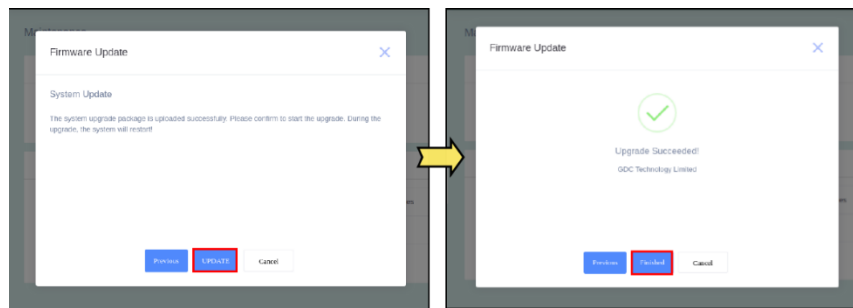 Firmware Update
System Update
The system upgrade package is uploaded successfully. Please confirm to start the upgrade. During the
upgrade, the system will restart!
Previous
UPDATE
Cancel
Firmware Update
Upgrade Succeeded!
GDC Technology Limited
Previous
Finished
Cancel